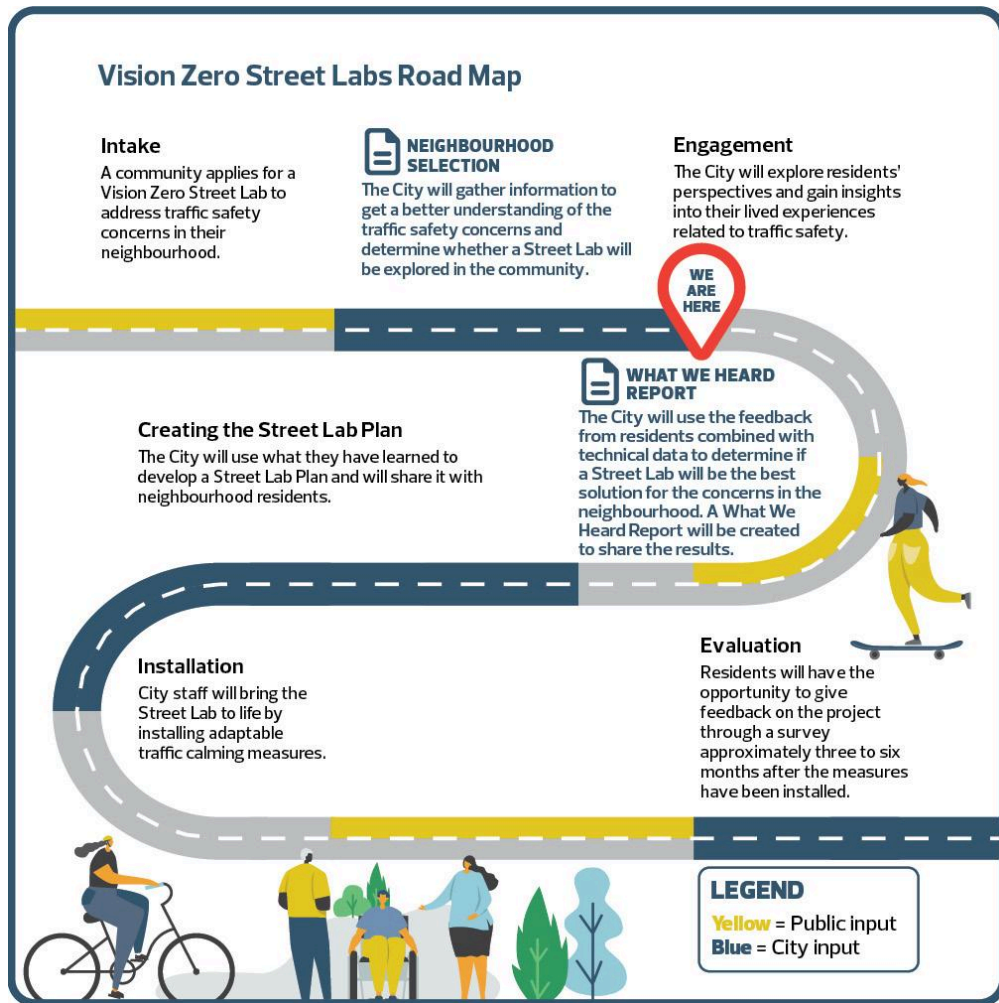 Vision Zero Street Labs Road Map
Intake
A community applies for a
Vision Zero Street Lab to
address traffic safety
concerns in their
neighbourhood.
NEIGHBOURHOOD
SELECTION
The City will gather information to
get a better understanding of the
traffic safety concerns and
determine whether a Street Lab will
be explored in the community.
Engagement
The City will explore residents'
perspectives and gain insights
into their lived experiences
related to traffic safety.
WE
ARE
HERE
WHAT WE HEARD
REPORT
The City will use the feedback
from residents combined with
technical data to determine if
a Street Lab will be the best
solution for the concerns in the
neighbourhood. A What We
Heard Report will be created
to share the results.
Creating the Street Lab Plan
The City will use what they have learned to
develop a Street Lab Plan and will share it with
neighbourhood residents.
Installation
City staff will bring the
Street Lab to life by
installing adaptable
traffic calming measures.
Evaluation
Residents will have the
opportunity to give
feedback on the project
through a survey
approximately three to six
months after the measures
have been installed.
LEGEND
Yellow = Public input
Blue = City input